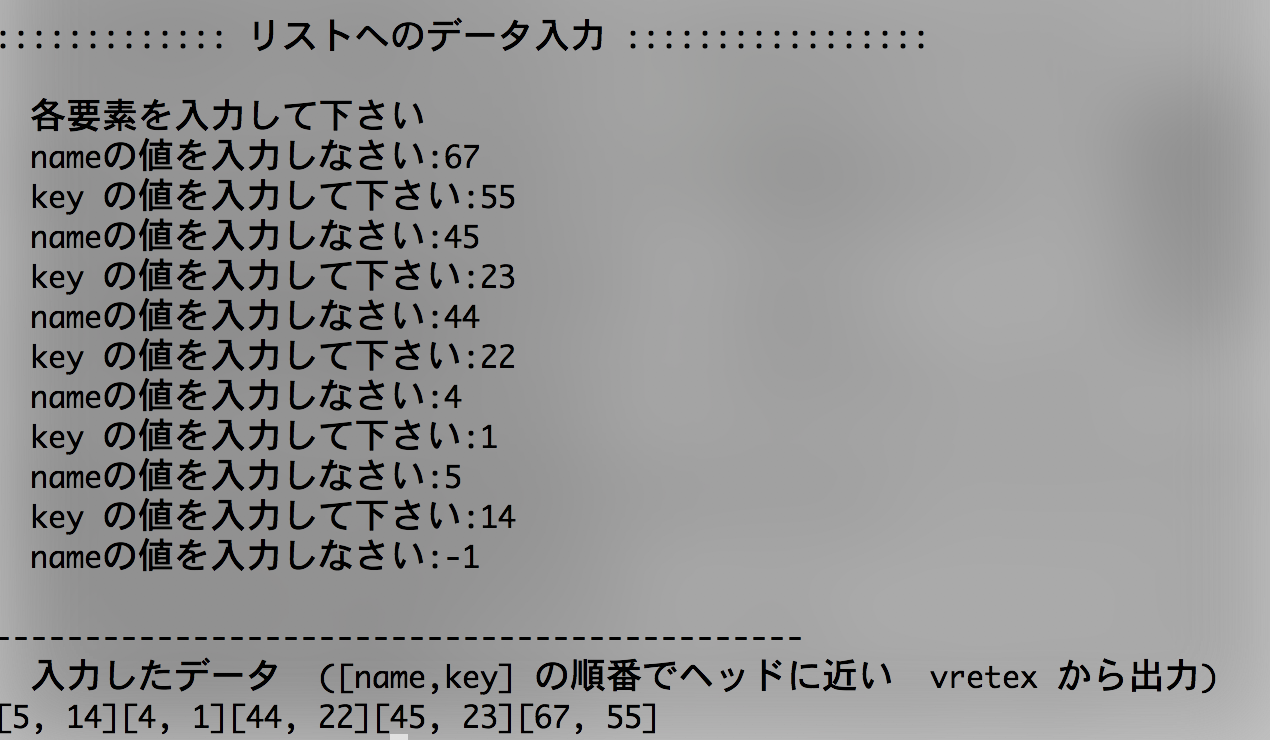 ::::::::::::: リストへのデータ入力 :::::::::::::::::
各要素を入力して下さい
nameの値を入力しなさい:67
key の値を入力して下さい:55
nameの値を入力しなさい:45
key の値を入力して下さい:23
nameの値を入力しなさい:44
key の値を入力して下さい:22
nameの値を入力しなさい:4
key の値を入力して下さい:1
nameの値を入力しなさい:5
key の値を入力して下さい:14
nameの値を入力しなさい:-1
---------------------------------------------
入力したデータ ([name,key] の順番でヘッドに近い vretex から出力)
[5, 14][4, 1][44, 22][45, 23][67, 55]